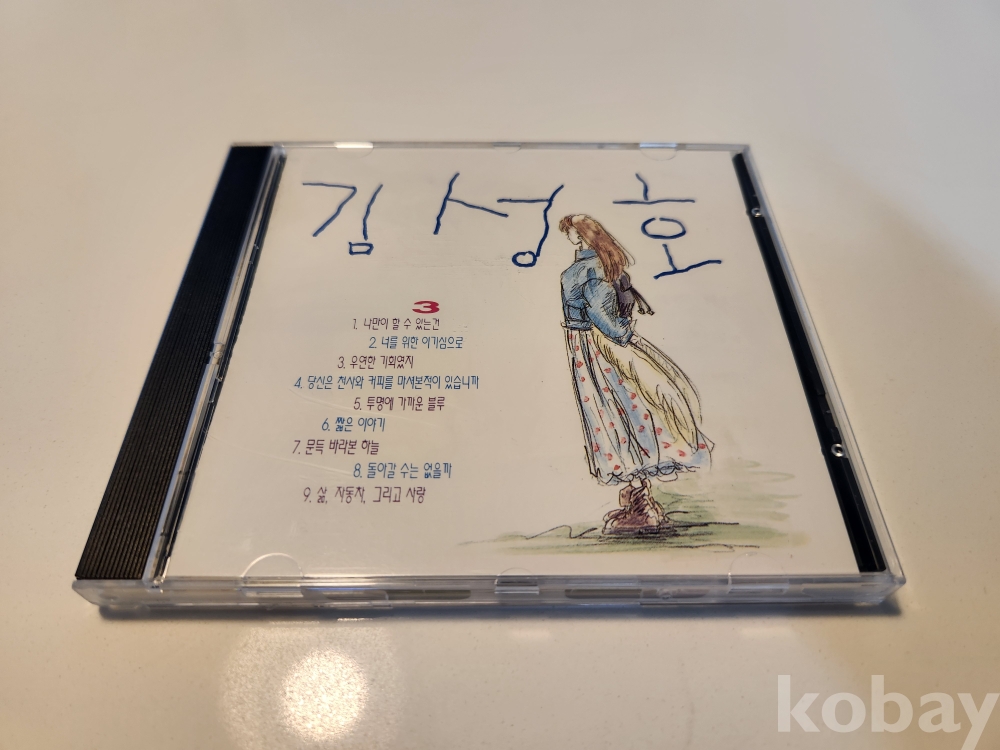 김성호
3
1. 나만이 할 수 있는건
2. 너를 위한 이기심으로
3. 우연한 기회였지
4. 당신은 천사와 커피를 마셔본적이 있습니까
5. 투명에 가까운 블루
6. 짧은 이야기
7. 문득 바라본 하늘
8. 돌아갈 수는 없을까
9. 삶, 자동차, 그리고 사랑
kobay